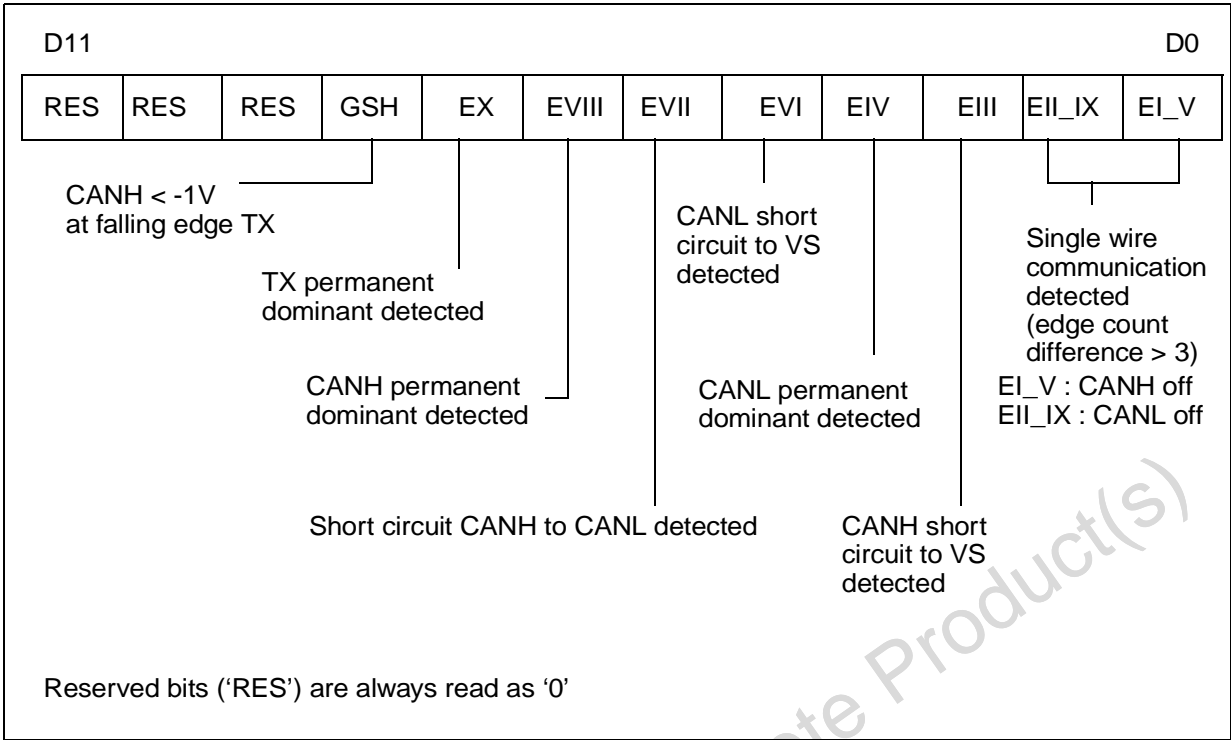 D11 D0
RES RES RES GSH EX EVIII EVII EVI EIV EIII EII_IX EI_V
CANH < -1V
at falling edge TX
TX permanent
dominant detected
CANH permanent
dominant detected
Short circuit CANH to CANL detected
CANL short
circuit to VS
detected
CANL permanent
dominant detected
CANH short
circuit to VS
detected
Single wire
communication
detected
(edge count
difference > 3)
EI_V : CANH off
EII_IX : CANL off
Reserved bits ('RES') are always read as '0'
Product(s)